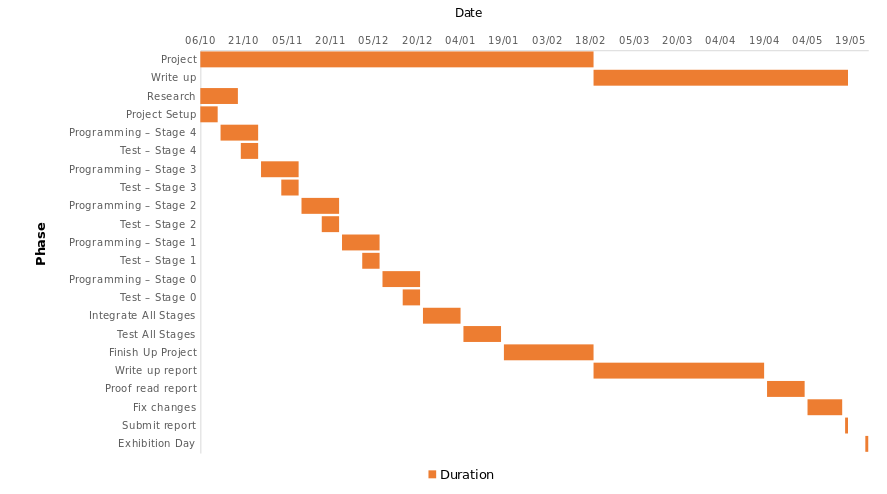 Date
06/10 21/10 05/11 20/11 05/12 20/12 04/01 19/01 03/02 18/02 05/03 20/03 04/04 19/04 04/05 19/05
Project
Write up
Research
Project Setup
Programming – Stage 4
Test – Stage 4
Programming – Stage 3
Test – Stage 3
Programming – Stage 2
Test – Stage 2
Programming – Stage 1
Test – Stage 1
Programming – Stage 0
Test – Stage 0
Integrate All Stages
Test All Stages
Finish Up Project
Write up report
Proof read report
Fix changes
Submit report
Exhibition Day
Phase
Duration